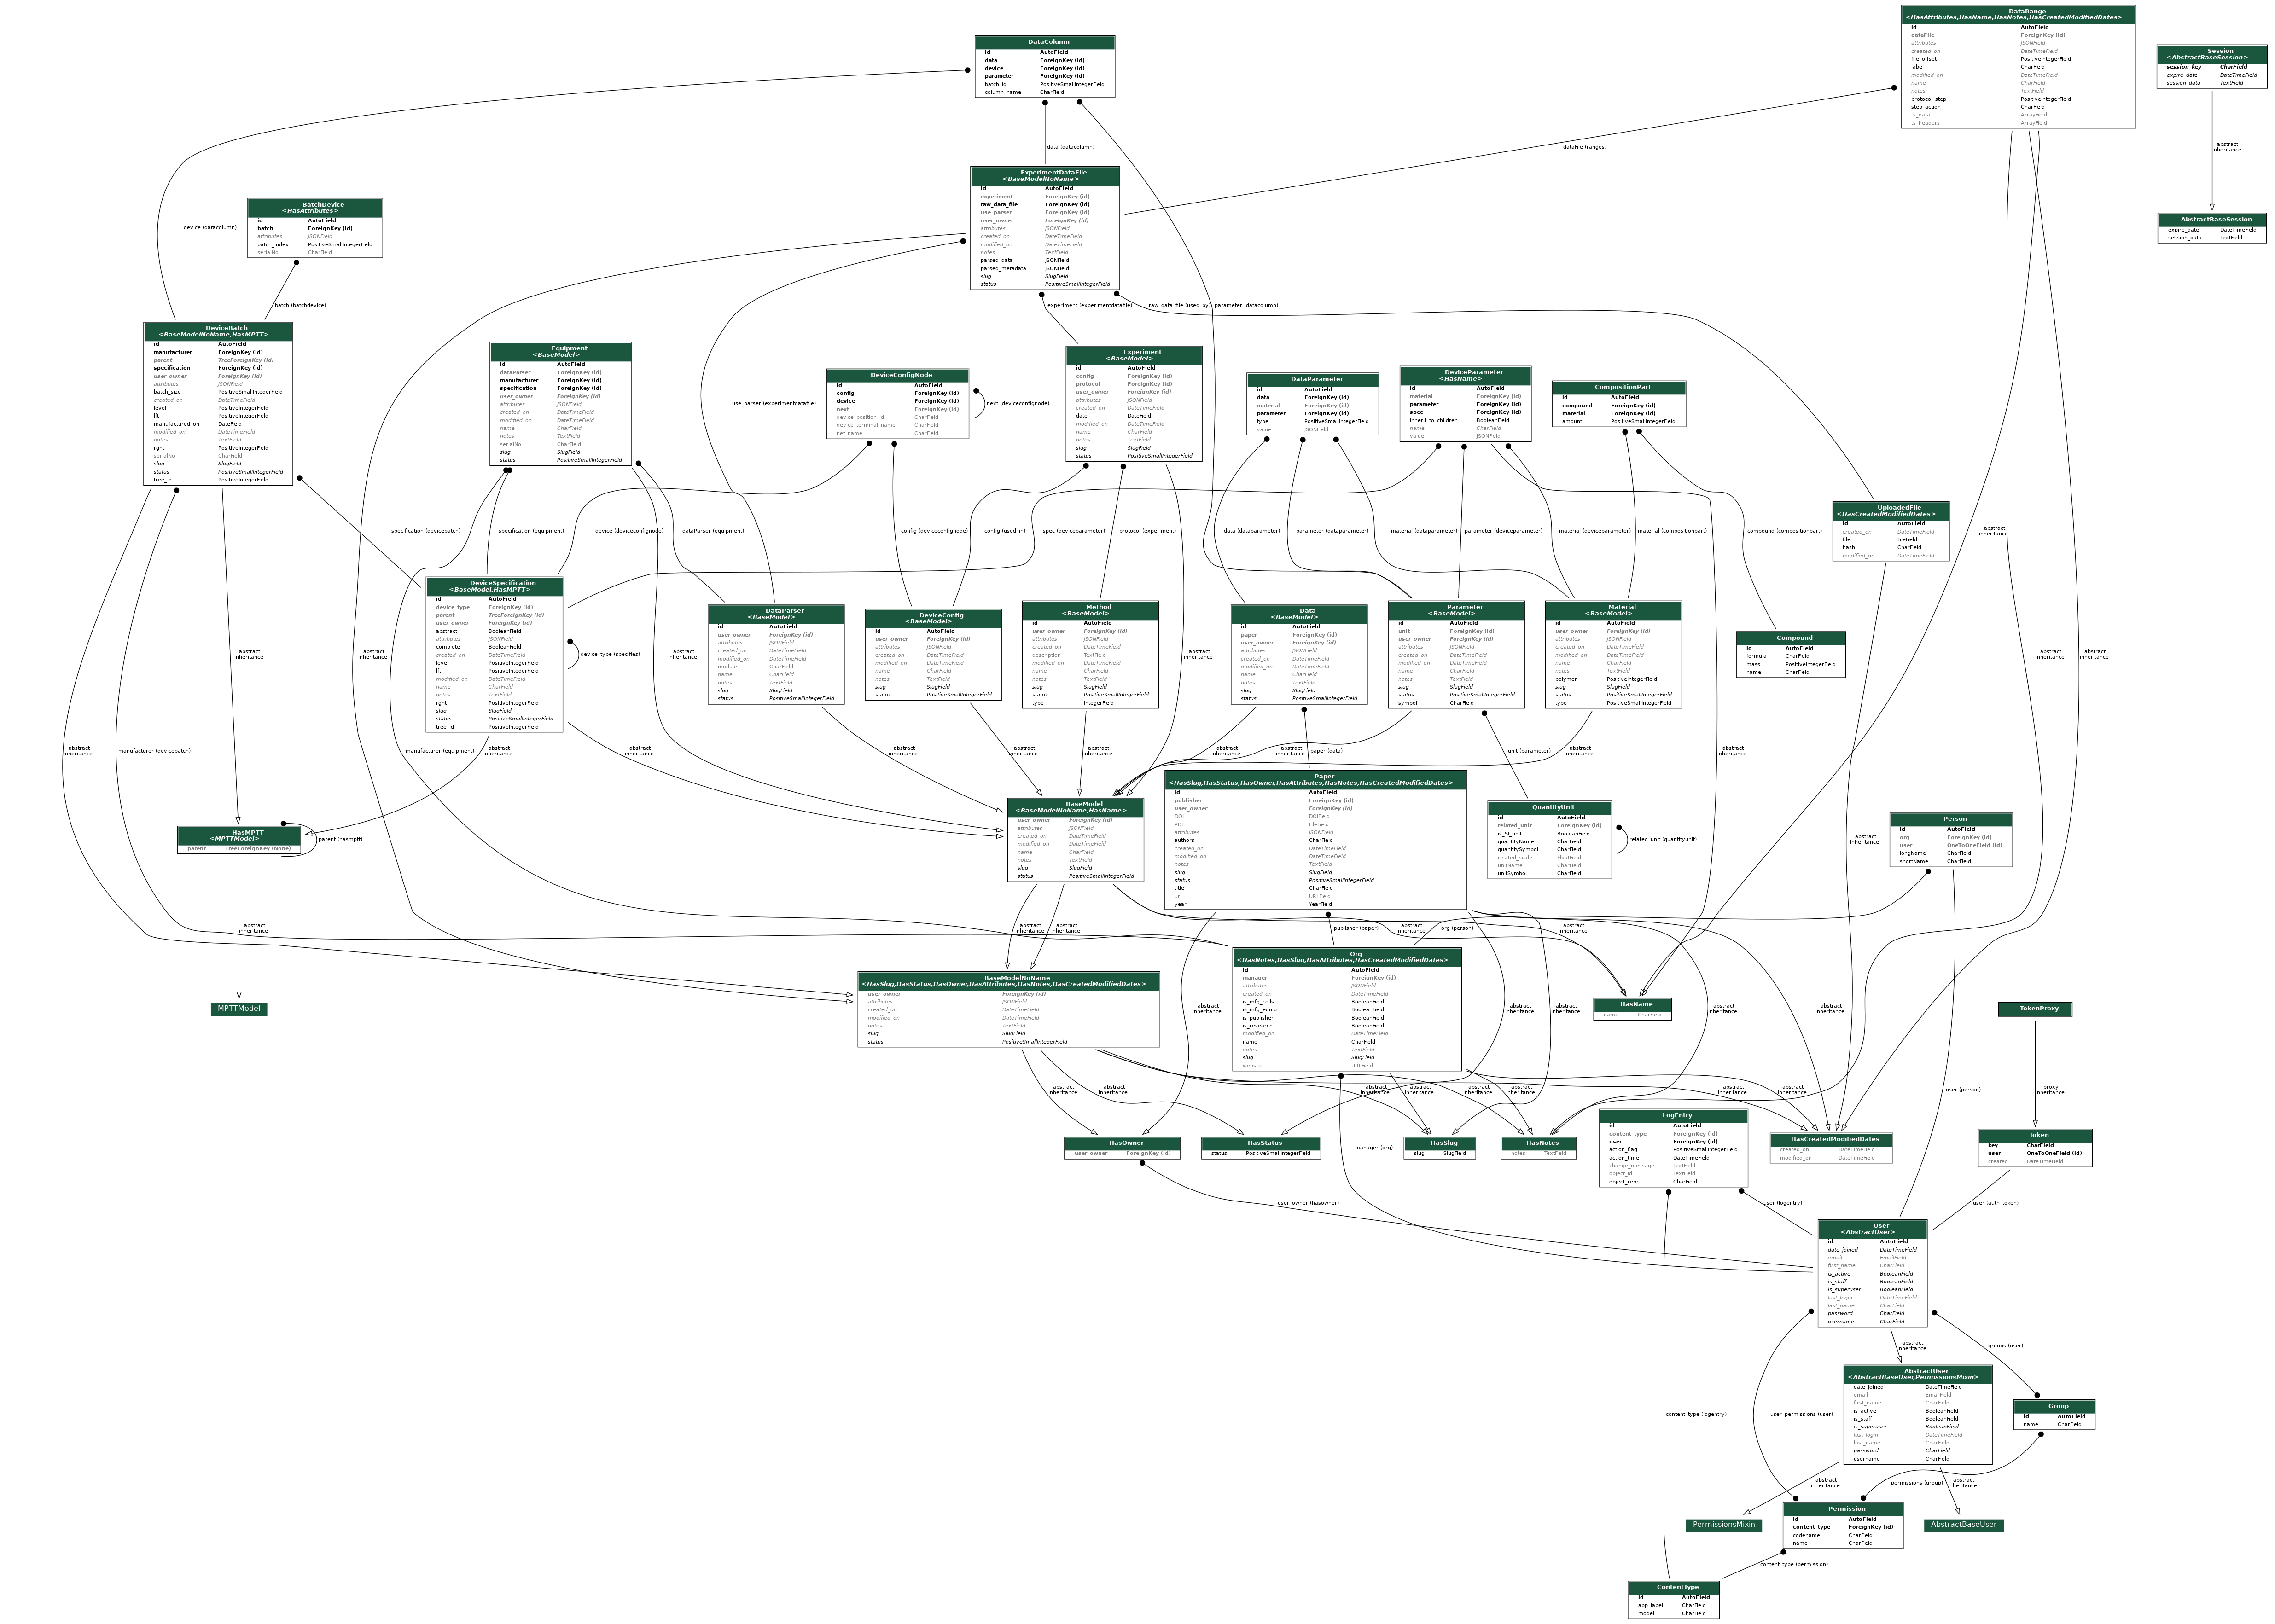 DataRange
<HasAttributes,HasName,HasNotes,HasCreatedModifiedDates>
id AutoField
dataFile ForeignKey (id)
attributes JSONField
created_on DateTimeField
file_offset PositiveIntegerField
label CharField
modified_on DateTimeField
name CharField
notes TextField
protocol_step PositiveIntegerField
step_action CharField
ts_data ArrayField
ts_headers ArrayField
DataColumn
id AutoField
data ForeignKey (id)
device ForeignKey (id)
parameter ForeignKey (id)
batch_id PositiveSmallIntegerField
column_name CharField
Session
<AbstractBaseSession>
session_key CharField
expire_date DateTimeField
session_data TextField
data (datacolumn)
datafile (ranges)
abstract
inheritance
ExperimentDataFile
<BaseModelNoName>
id AutoField
experiment ForeignKey (id)
raw_data_file ForeignKey (id)
use_parser ForeignKey (id)
user_owner ForeignKey (id)
attributes JSONField
created_on DateTimeField
modified_on DateTimeField
notes TextField
parsed_data JSONField
parsed_metadata JSONField
slug SlugField
status PositiveSmallIntegerField
BatchDevice
<HasAttributes>
id AutoField
batch ForeignKey (id)
attributes JSONField
batch_index PositiveSmallIntegerField
serialNo CharField
device (datacolumn)
AbstractBaseSession
expire_date DateTimeField
session_data TextField
batch (batchdevice)
experiment (experimentdatafile)
raw_data_file (used_by)
parameter (datacolumn)
DeviceBatch
<BaseModelNoName,HasMPTT>
id AutoField
manufacturer ForeignKey (id)
parent TreeForeignKey (id)
specification ForeignKey (id)
user_owner ForeignKey (id)
attributes JSONField
batch_size PositiveSmallIntegerField
created_on DateTimeField
level PositiveIntegerField
lft PositiveIntegerField
manufactured_on DateField
modified_on DateTimeField
notes TextField
rght PositiveIntegerField
serialNo CharField
slug SlugField
status PositiveSmallIntegerField
tree_id PositiveIntegerField
Equipment
<BaseModel>
id AutoField
dataParser ForeignKey (id)
manufacturer ForeignKey (id)
specification ForeignKey (id)
user_owner ForeignKey (id)
attributes JSONField
created_on DateTimeField
modified_on DateTimeField
name CharField
notes TextField
serialNo CharField
slug SlugField
status PositiveSmallIntegerField
use_parser (experimentdatafile)
DeviceConfigNode
id AutoField
config ForeignKey (id)
device ForeignKey (id)
next ForeignKey (id)
device_position_id CharField
device_terminal_name CharField
net_name CharField
next (deviceconfignode)
Experiment
<BaseModel>
id AutoField
config ForeignKey (id)
protocol ForeignKey (id)
user_owner ForeignKey (id)
attributes JSONField
created_on DateTimeField
date DateField
modified_on DateTimeField
name CharField
notes TextField
slug SlugField
status PositiveSmallIntegerField
DataParameter
id AutoField
data ForeignKey (id)
material ForeignKey (id)
parameter ForeignKey (id)
type PositiveSmallIntegerField
value JSONField
DeviceParameter
<HasName>
id AutoField
material ForeignKey (id)
parameter ForeignKey (id)
spec ForeignKey (id)
inherit_to_children BooleanField
name CharField
value JSONField
CompositionPart
id AutoField
compound ForeignKey (id)
material ForeignKey (id)
amount PositiveSmallIntegerField
UploadedFile
<HasCreatedModifiedDates>
id AutoField
created_on DateTimeField
file FileField
hash CharField
modified_on DateTimeField
specification (devicebatch)
specification (equipment)
device (deviceconfignode)
dataParser (equipment)
config (deviceconfignode)
config (used_in)
spec (deviceparameter)
protocol (experiment)
data (dataparameter)
parameter (dataparameter)
material (dataparameter)
parameter (deviceparameter)
material (deviceparameter)
material (compositionpart)
compound (compositionpart)
abstract
inheritance
DeviceSpecification
<BaseModel,HasMPTT>
id AutoField
device_type ForeignKey (id)
parent TreeForeignKey (id)
user_owner ForeignKey (id)
abstract BooleanField
attributes JSONField
complete BooleanField
created_on DateTimeField
level PositiveIntegerField
lft PositiveIntegerField
modified_on DateTimeField
name CharField
notes TextField
rght PositiveIntegerField
slug SlugField
status PositiveSmallIntegerField
tree_id PositiveIntegerField
device_type (specifies)
DataParser
<BaseModel>
id AutoField
user_owner ForeignKey (id)
attributes JSONField
created_on DateTimeField
modified_on DateTimeField
module CharField
name CharField
notes TextField
slug SlugField
status PositiveSmallIntegerField
DeviceConfig
<BaseModel>
id AutoField
user_owner ForeignKey (id)
attributes JSONField
created_on DateTimeField
modified_on DateTimeField
name CharField
notes TextField
slug SlugField
status PositiveSmallIntegerField
Method
<BaseModel>
id AutoField
user_owner ForeignKey (id)
attributes JSONField
created_on DateTimeField
description TextField
modified_on DateTimeField
name CharField
notes TextField
slug SlugField
status PositiveSmallIntegerField
type IntegerField
Data
<BaseModel>
id AutoField
paper ForeignKey (id)
user_owner ForeignKey (id)
attributes JSONField
created_on DateTimeField
modified_on DateTimeField
name CharField
notes TextField
slug SlugField
status PositiveSmallIntegerField
Parameter
<BaseModel>
id AutoField
unit ForeignKey (id)
user_owner ForeignKey (id)
attributes JSONField
created_on DateTimeField
modified_on DateTimeField
name CharField
notes TextField
slug SlugField
status PositiveSmallIntegerField
symbol CharField
Material
<BaseModel>
id AutoField
user_owner ForeignKey (id)
attributes JSONField
created_on DateTimeField
modified_on DateTimeField
name CharField
notes TextField
polymer PositiveIntegerField
slug SlugField
status PositiveSmallIntegerField
type PositiveSmallIntegerField
Compound
id AutoField
formula CharField
mass PositiveIntegerField
name CharField
abstract
inheritance
abstract
inheritance
abstract
inheritance
abstract
inheritance
abstract
inheritance
abstract
inheritance
abstract
inheritance
manufacturer (devicebatch)
manufacturer (equipment)
abstract
inheritance
abstract
inheritance
abstract
inheritance
abstract
inheritance
abstract
inheritance
abstract
inheritance
abstract
inheritance
paper (data)
unit (parameter)
abstract
inheritance
abstract
inheritance
HasMPTT
<MPTTModel>
parent TreeForeignKey (None)
parent (hasmptt)
BaseModel
<BaseModelNoName,HasName>
user_owner ForeignKey (id)
attributes JSONField
created_on DateTimeField
modified_on DateTimeField
name CharField
notes TextField
slug SlugField
status PositiveSmallIntegerField
Paper
<HasSlug,HasStatus,HasOwner,HasAttributes,HasNotes,HasCreatedModifiedDates>
id AutoField
publisher ForeignKey (id)
user_owner ForeignKey (id)
DOI DOIField
PDF FileField
attributes JSONField
authors CharField
created_on DateTimeField
modified_on DateTimeField
notes TextField
slug SlugField
status PositiveSmallIntegerField
title CharField
url URLField
year YearField
QuantityUnit
id AutoField
related_unit ForeignKey (id)
is_SI_unit BooleanField
quantityName CharField
quantitySymbol CharField
related_scale FloatField
unitName CharField
unitSymbol CharField
related_unit (quantityunit)
abstract
inheritance
Person
id AutoField
org ForeignKey (id)
user OneToOneField (id)
longName CharField
shortName CharField
abstract
inheritance
abstract
inheritance
abstract
inheritance
publisher (paper)
abstract
inheritance
org (person)
abstract
inheritance
BaseModelNoName
<HasSlug,HasStatus,HasOwner,HasAttributes,HasNotes,HasCreatedModifiedDates>
user_owner ForeignKey (id)
attributes JSONField
created_on DateTimeField
modified_on DateTimeField
notes TextField
slug SlugField
status PositiveSmallIntegerField
Org
<HasNotes,HasSlug,HasAttributes,HasCreatedModifiedDates>
id AutoField
manager ForeignKey (id)
attributes JSONField
created_on DateTimeField
is_mfg_cells BooleanField
is_mfg_equip BooleanField
is_publisher BooleanField
is_research BooleanField
modified_on DateTimeField
name CharField
notes TextField
slug SlugField
website URLField
MPTTModel
abstract
inheritance
abstract
inheritance
abstract
inheritance
HasName
name CharField
abstract
inheritance
abstract
inheritance
TokenProxy
abstract
inheritance
abstract
inheritance
abstract
inheritance
abstract
inheritance
abstract
inheritance
abstract
inheritance
abstract
inheritance
abstract
inheritance
user (person)
proxy
inheritance
HasOwner
user_owner ForeignKey (id)
HasStatus
status PositiveSmallIntegerField
manager (org)
HasSlug
slug SlugField
HasNotes
notes TextField
LogEntry
id AutoField
content_type ForeignKey (id)
user ForeignKey (id)
action_flag PositiveSmallIntegerField
action_time DateTimeField
change_message TextField
object_id TextField
object_repr CharField
HasCreatedModifiedDates
created_on DateTimeField
modified_on DateTimeField
Token
key CharField
user OneToOneField (id)
created DateTimeField
user_owner (hasowner)
user (logentry)
user (auth_token)
User
<AbstractUser>
id AutoField
date_joined DateTimeField
email EmailField
first_name CharField
is_active BooleanField
is_staff BooleanField
is_superuser BooleanField
last_login DateTimeField
last_name CharField
password CharField
username CharField
abstract
inheritance
groups (user)
AbstractUser
<AbstractBaseUser,PermissionsMixin>
date_joined DateTimeField
email EmailField
first_name CharField
is_active BooleanField
is_staff BooleanField
is_superuser BooleanField
last_login DateTimeField
last_name CharField
password CharField
username CharField
content_type (logentry)
user_permissions (user)
Group
id AutoField
name CharField
abstract
inheritance
permissions (group)
abstract
inheritance
PermissionsMixin
Permission
id AutoField
content_type ForeignKey (id)
codename CharField
name CharField
AbstractBaseUser
content_type (permission)
ContentType
id AutoField
app_label CharField
model CharField